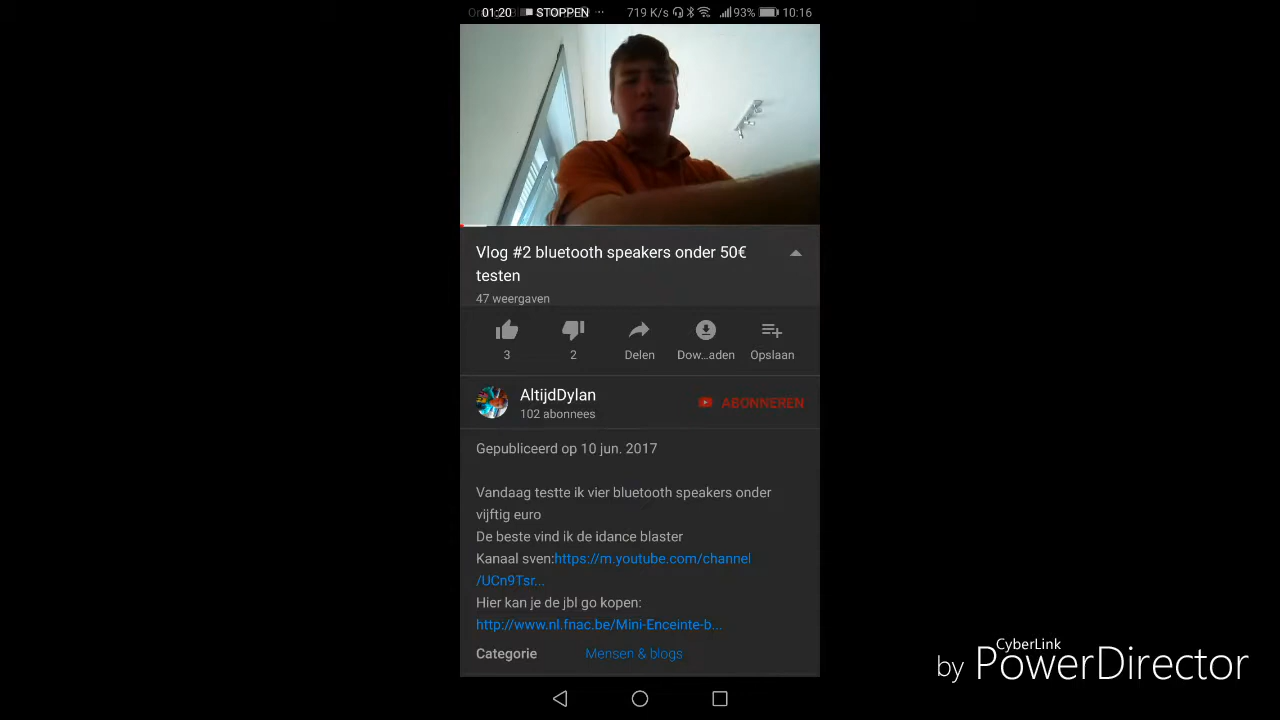 01:20 STOPPEN ... 719 K/s 93% 10:16
Vlog #2 bluetooth speakers onder 50€
testen
47 weergaven
3 2 Delen Dow...aden Opslaan
AltijdDylan
102 abonnees
ABONNEREN
Gepubliceerd op 10 jun. 2017
Vandaag testte ik vier bluetooth speakers onder
vijftig euro
De beste vind ik de idance blaster
Kanaal sven:https://m.youtube.com/channel
/UCn9Tsr...
Hier kan je de jbl go kopen:
http://www.nl.fnac.be/Mini-Enceinte-b...
Categorie Mensen & blogs
CyberLink
by PowerDirector